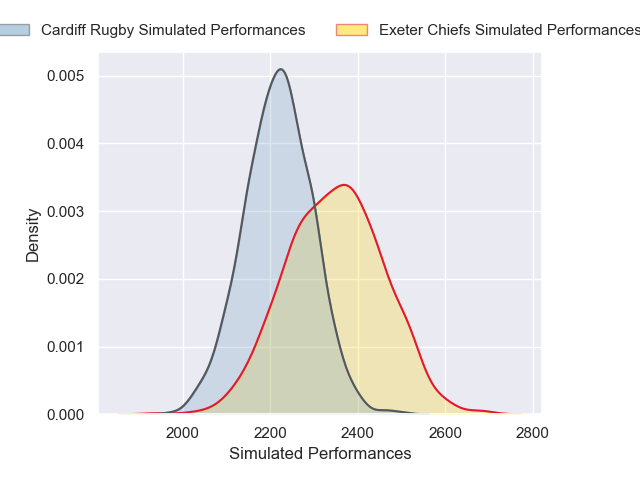 Cardiff Rugby Simulated Performances Exeter Chiefs Simulated Performances
0.005
0.004
0.003
0.002
0.001
0.000
Density
2000 2200 2400 2600 2800
Simulated Performances